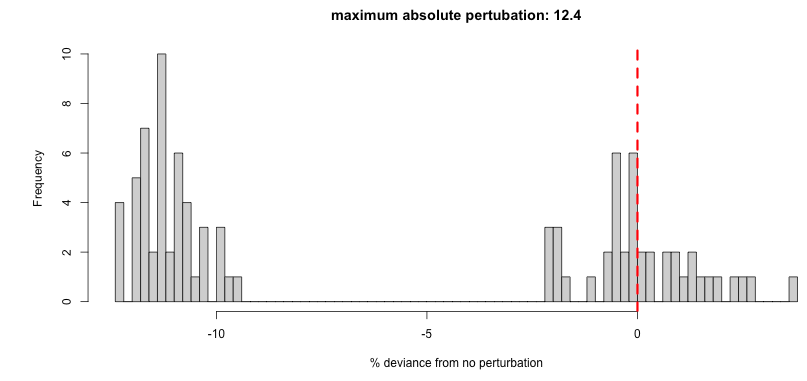 maximum absolute pertubation: 12.4
Frequency
10
8
6
4
2
0
-10 -5 0
% deviance from no perturbation